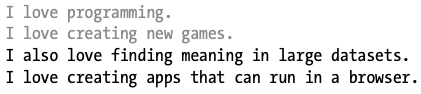 I love programming.
I love creating new games.
I also love finding meaning in large datasets.
I love creating apps that can run in a browser.